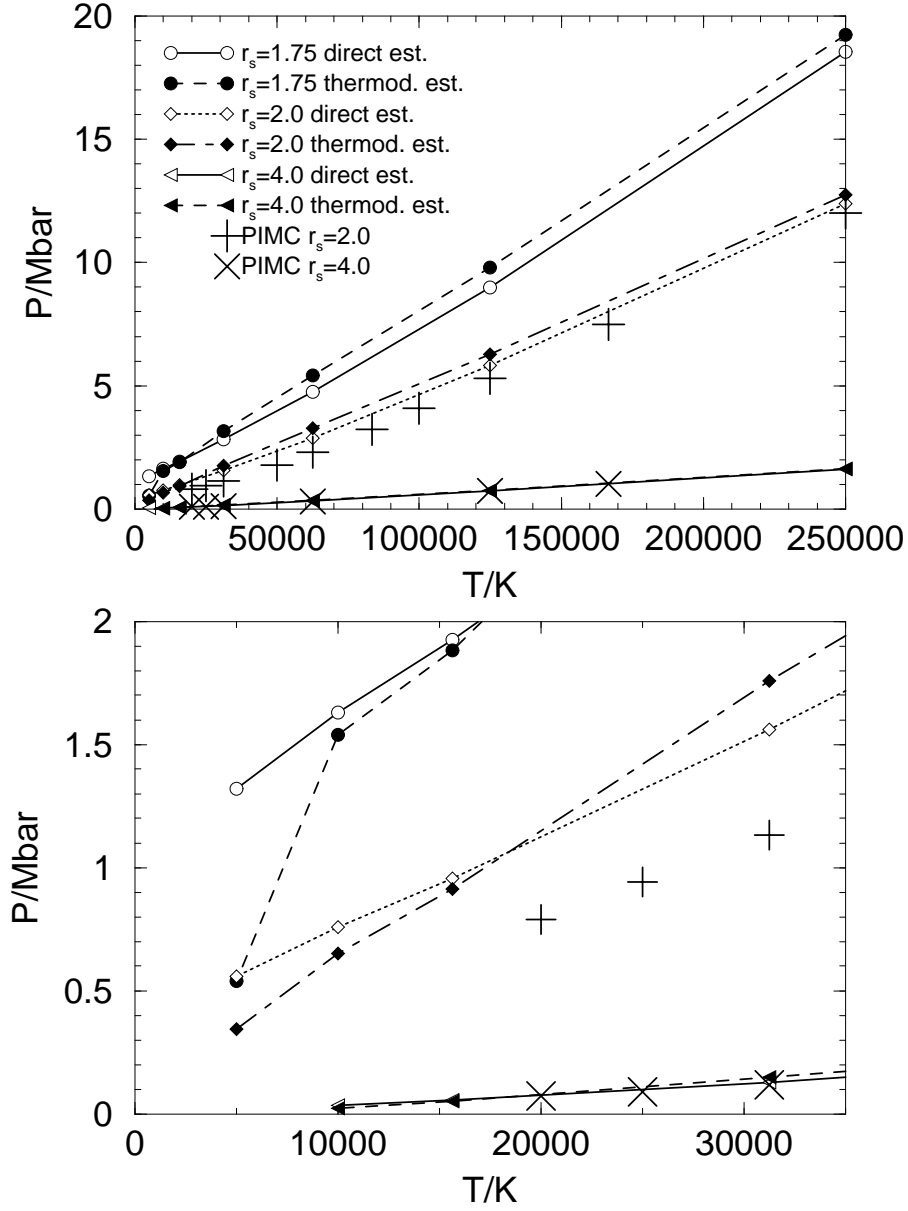 20
15
10
5
0
P/Mbar
r_s=1.75 direct est.
r_s=1.75 thermod. est.
r_s=2.0 direct est.
r_s=2.0 thermod. est.
r_s=4.0 direct est.
r_s=4.0 thermod. est.
PIMC r_s=2.0
PIMC r_s=4.0
0 50000 100000 150000 200000 250000
T/K
2
1.5
1
0.5
0
P/Mbar
0 10000 20000 30000
T/K